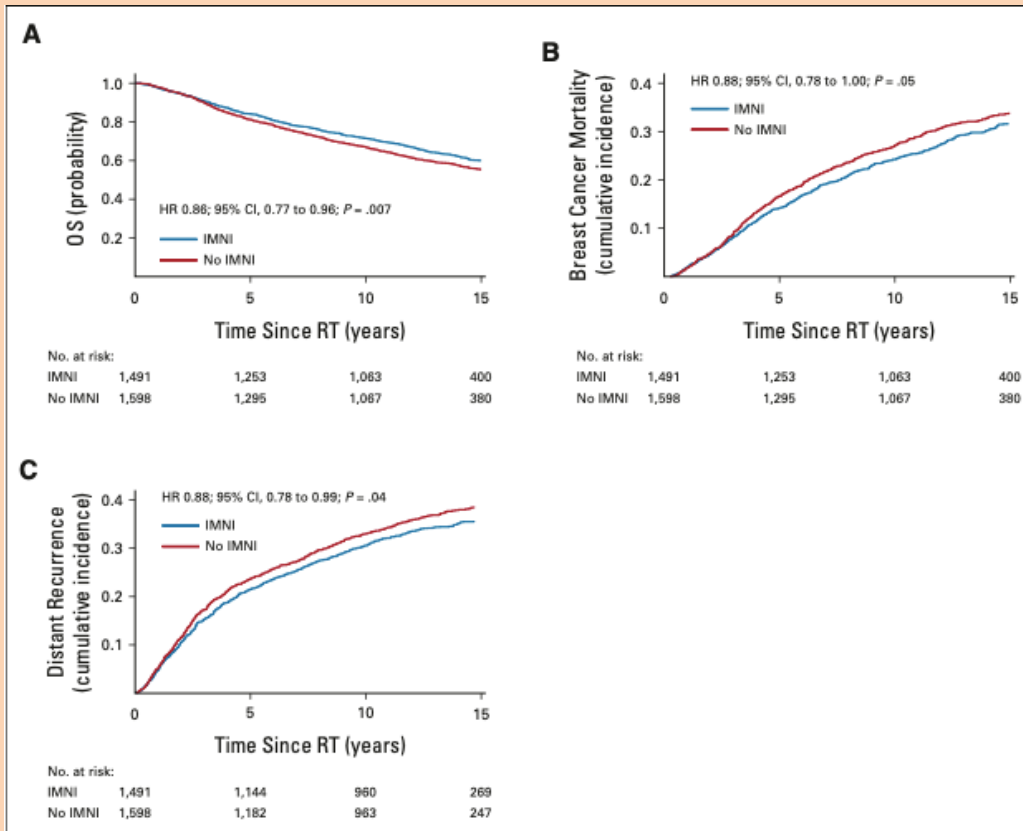 A
OS (probability)
1.0
0.8
0.6
0.4
0.2
HR 0.86; 95% CI, 0.77 to 0.96; P = .007
IMNI
No IMNI
0 5 10 15
Time Since RT (years)
No. at risk:
IMNI 1,491 1,253 1,063 400
No IMNI 1,598 1,295 1,067 380
B
Breast Cancer Mortality
(cumulative incidence)
0.4
0.3
0.2
0.1
HR 0.88; 95% CI, 0.78 to 1.00; P = .05
IMNI
No IMNI
0 5 10 15
Time Since RT (years)
No. at risk:
IMNI 1,491 1,253 1,063 400
No IMNI 1,598 1,295 1,067 380
C
Distant Recurrence
(cumulative incidence)
0.4
0.3
0.2
0.1
HR 0.88; 95% CI, 0.78 to 0.99; P = .04
IMNI
No IMNI
0 5 10 15
Time Since RT (years)
No. at risk:
IMNI 1,491 1,144 960 269
No IMNI 1,598 1,182 963 247